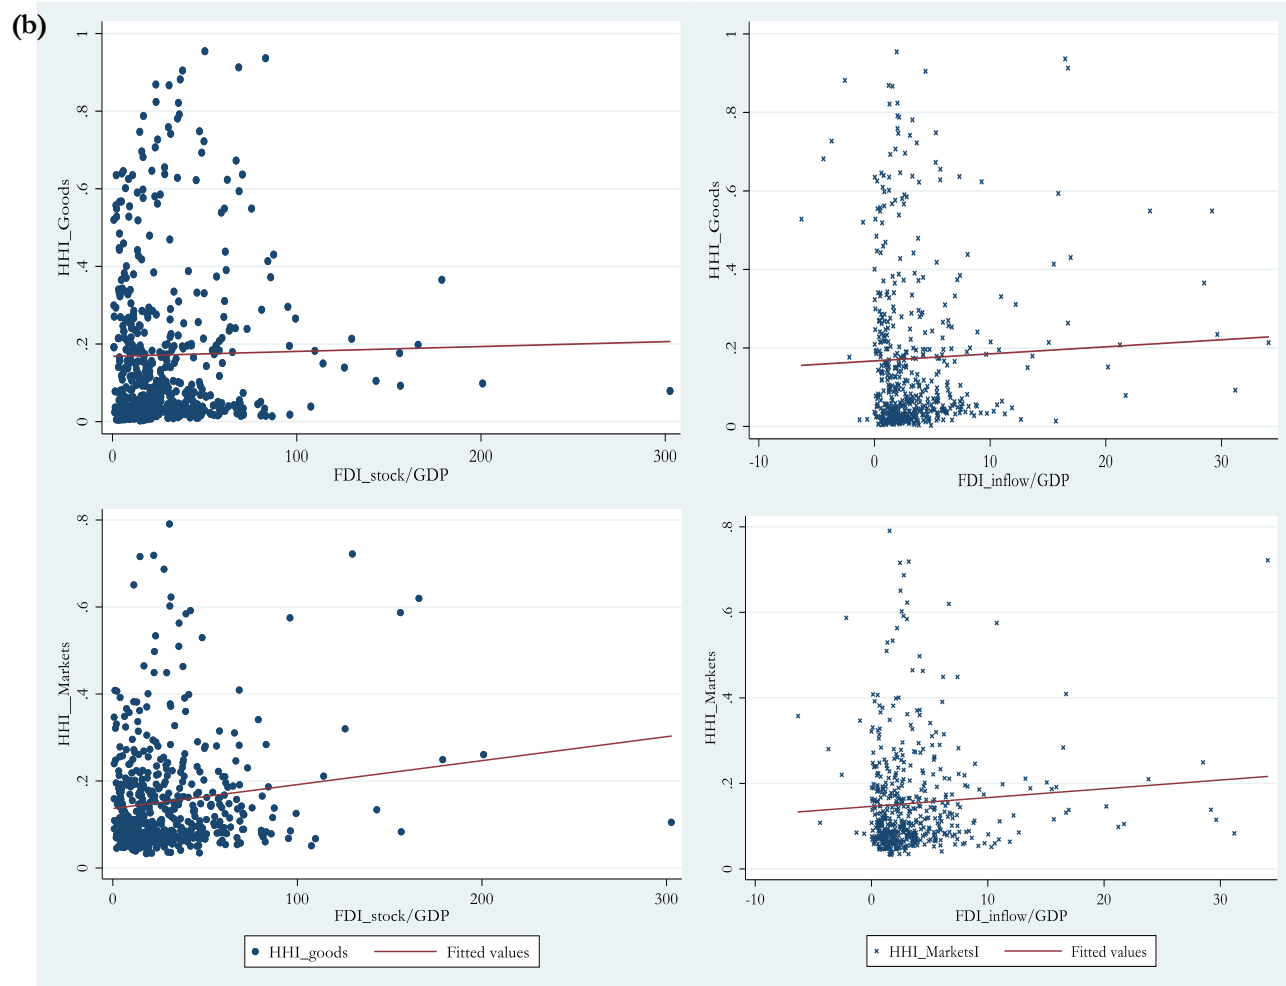 (b)
HHI_Goods
1
.8
.6
.4
.2
0
0 100 200 300
FDI_stock/GDP
HHI_Goods
1
.8
.6
.4
.2
0
-10 0 10 20 30
FDI_inflow/GDP
HHI_Markets
.8
.6
.4
.2
0
0 100 200 300
FDI_stock/GDP
HHI_goods Fitted values
HHI_Markets
.8
.6
.4
.2
0
-10 0 10 20 30
FDI_inflow/GDP
HHI_MarketsI Fitted values